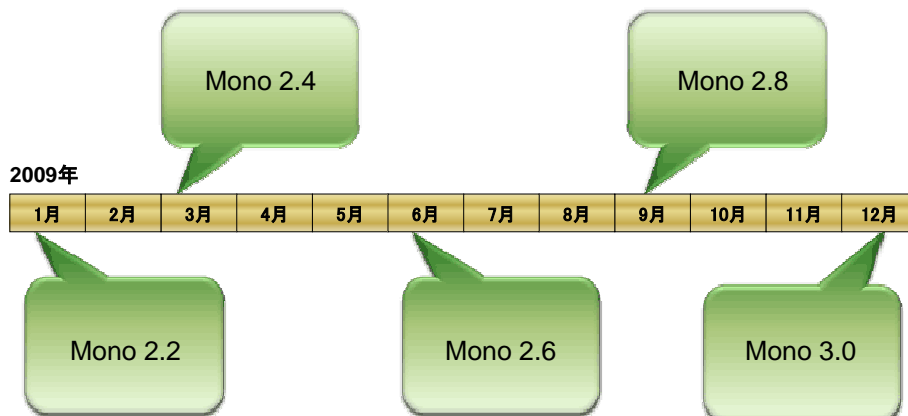 Mono 2.4
Mono 2.8
2009年
1月 2月 3月 4月 5月 6月 7月 8月 9月 10月 11月 12月
Mono 2.2
Mono 2.6
Mono 3.0